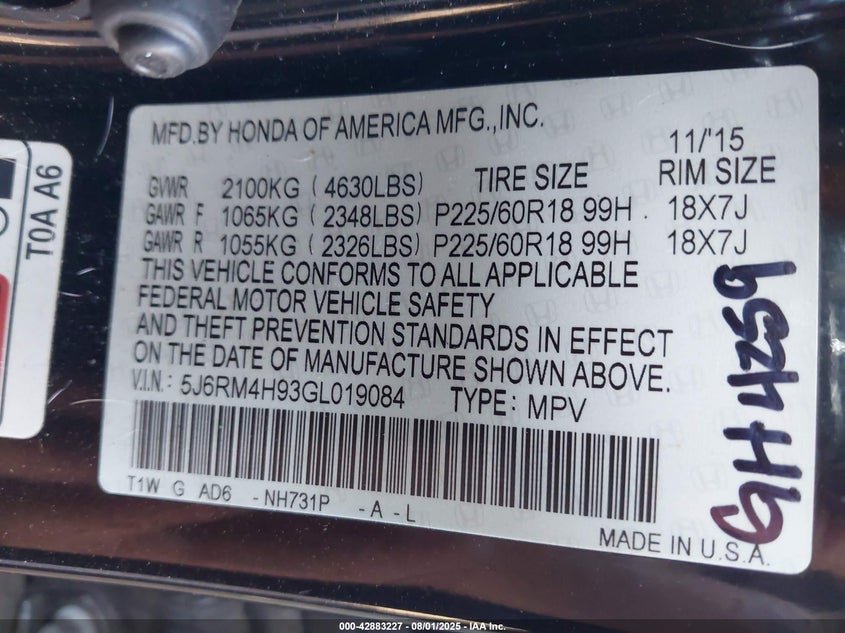 T0A A6
MFD.BY HONDA OF AMERICA MFG.,INC.
11/'15
GVWR 2100KG (4630LBS) TIRE SIZE RIM SIZE
GAWR F 1065KG (2348LBS) P225/60R18 99H . 18X7J
GAWR R 1055KG (2326LBS) P225/60R18 99H 18X7J
THIS VEHICLE CONFORMS TO ALL APPLICABLE
FEDERAL MOTOR VEHICLE SAFETY
AND THEFT PREVENTION STANDARDS IN EFFECT
ON THE DATE OF MANUFACTURE SHOWN ABOVE.
V.I.N.: 5J6RM4H93GL019084 TYPE: MPV
T1W G AD6 -NH731P -A-L
MADE IN U.S.A.
GH4259
000-42883227 - 08/01/2025 - IAA Inc.